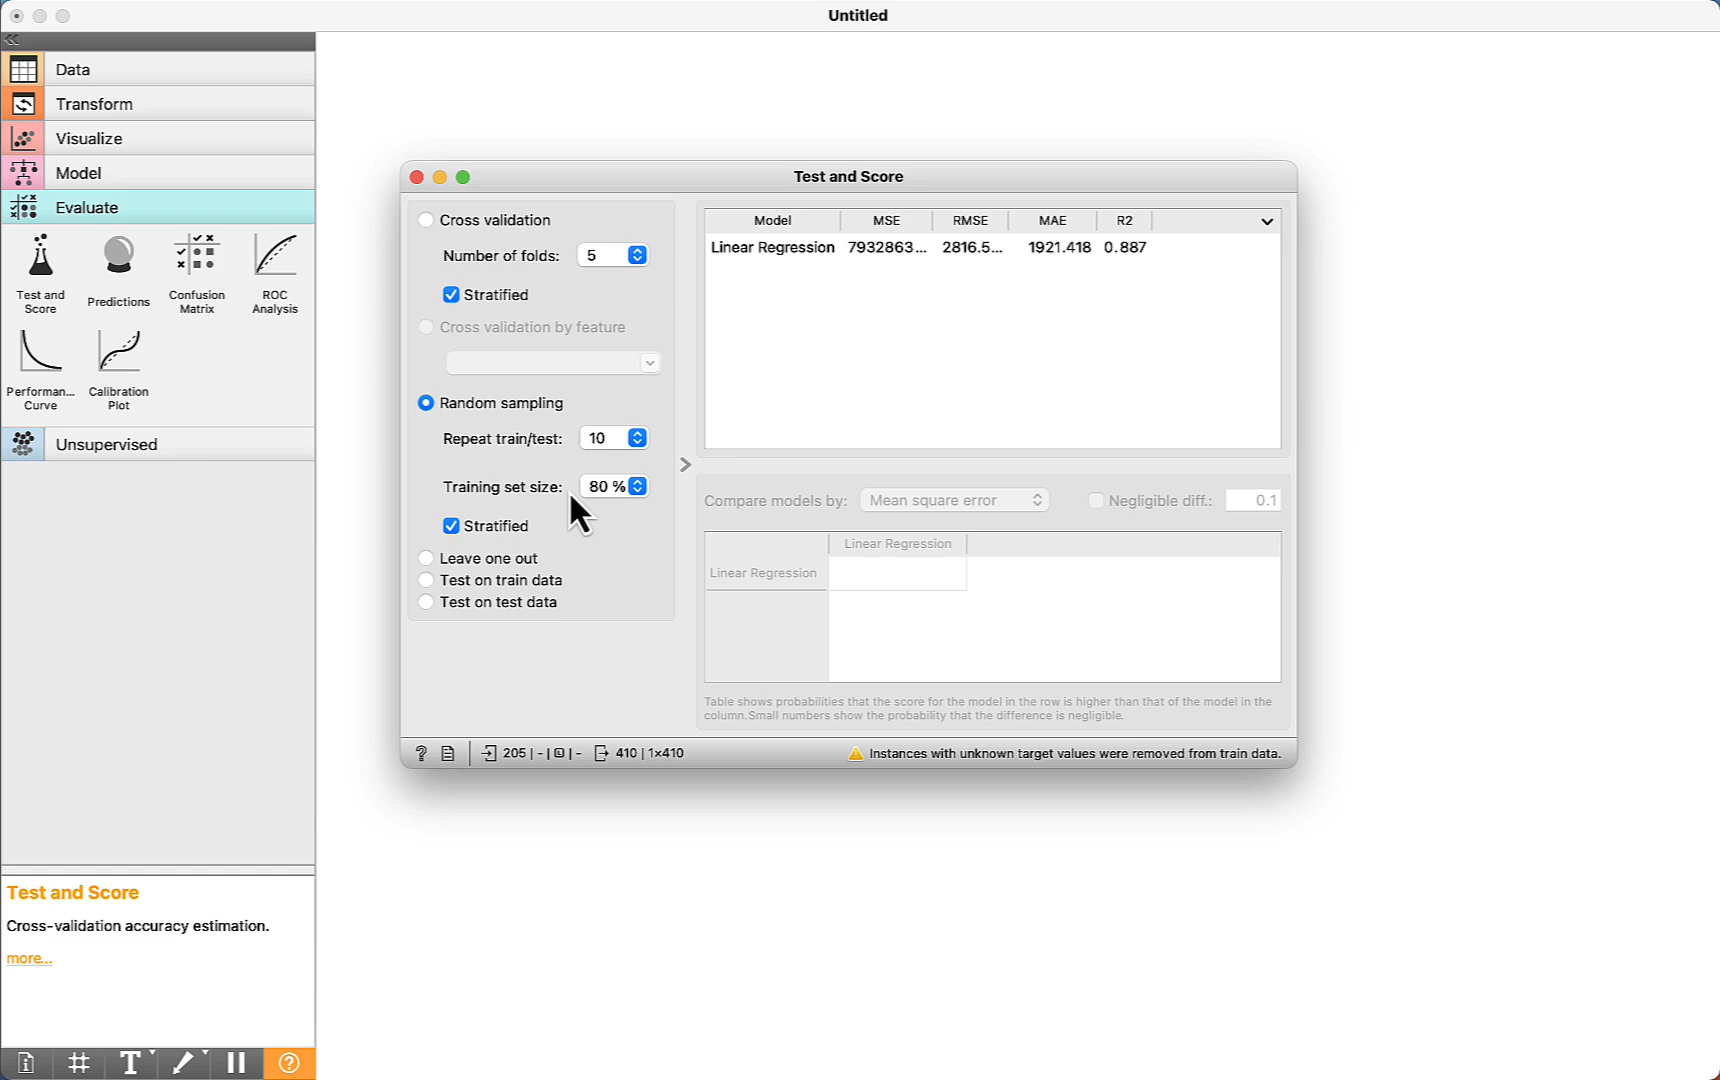 Untitled
Data
Transform
Visualize
Model
Evaluate
Test and
Score
Predictions
Confusion
Matrix
ROC
Analysis
Performan...
Curve
Calibration
Plot
Unsupervised
Test and Score
Cross-validation accuracy estimation.
more...
Test and Score
Cross validation
Number of folds: 5
Stratified
Cross validation by feature
Random sampling
Repeat train/test: 10
Training set size: 80 %
Stratified
Leave one out
Test on train data
Test on test data
Model MSE RMSE MAE R2
Linear Regression 7932863... 2816.5... 1921.418 0.887
Compare models by: Mean square error Negligible diff.: 0.1
Linear Regression
Linear Regression
Table shows probabilities that the score for the model in the row is higher than that of the model in the
column.Small numbers show the probability that the difference is negligible.
205 | - | - 410 | 1×410
Instances with unknown target values were removed from train data.